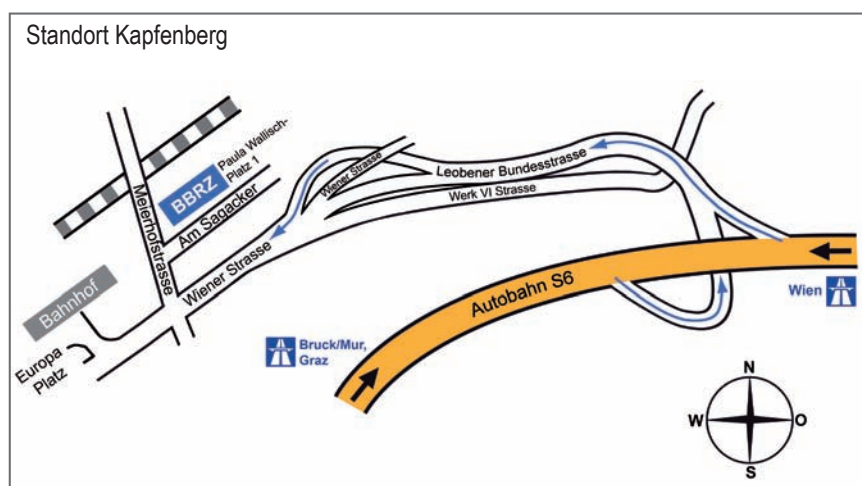 Standort Kapfenberg
BBRZ
Paula Wallisch-
Platz 1
Meierhofstrasse
Am Sagacker
Wiener Strasse
Wiener Strasse
Leobener Bundesstrasse
Werk VI Strasse
Bahnhof
Europa
Platz
Autobahn S6
Wien
Bruck/Mur,
Graz
N
W
O
S